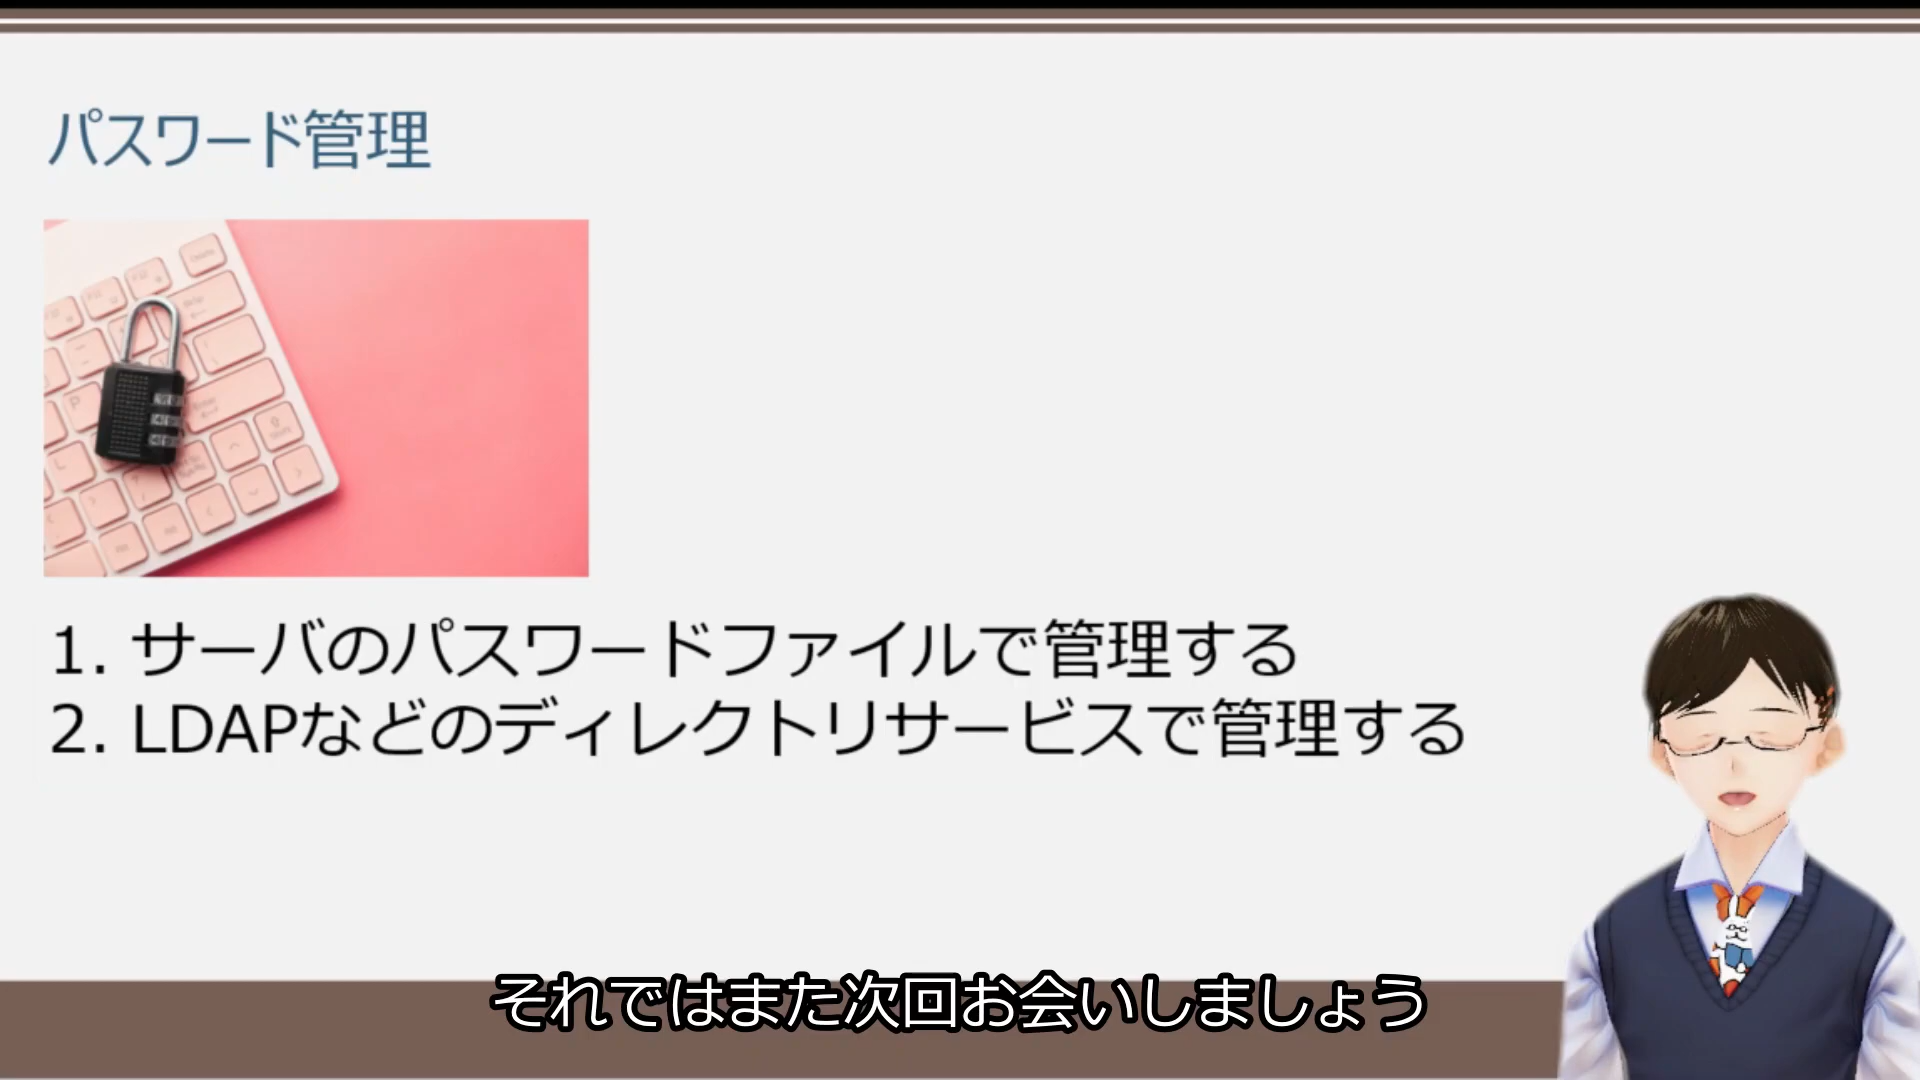 パスワード管理
Delete
P
Enter
Shift
L
1. サーバのパスワードファイルで管理する
2. LDAPなどのディレクトリサービスで管理する
それではまた次回お会いしましょう